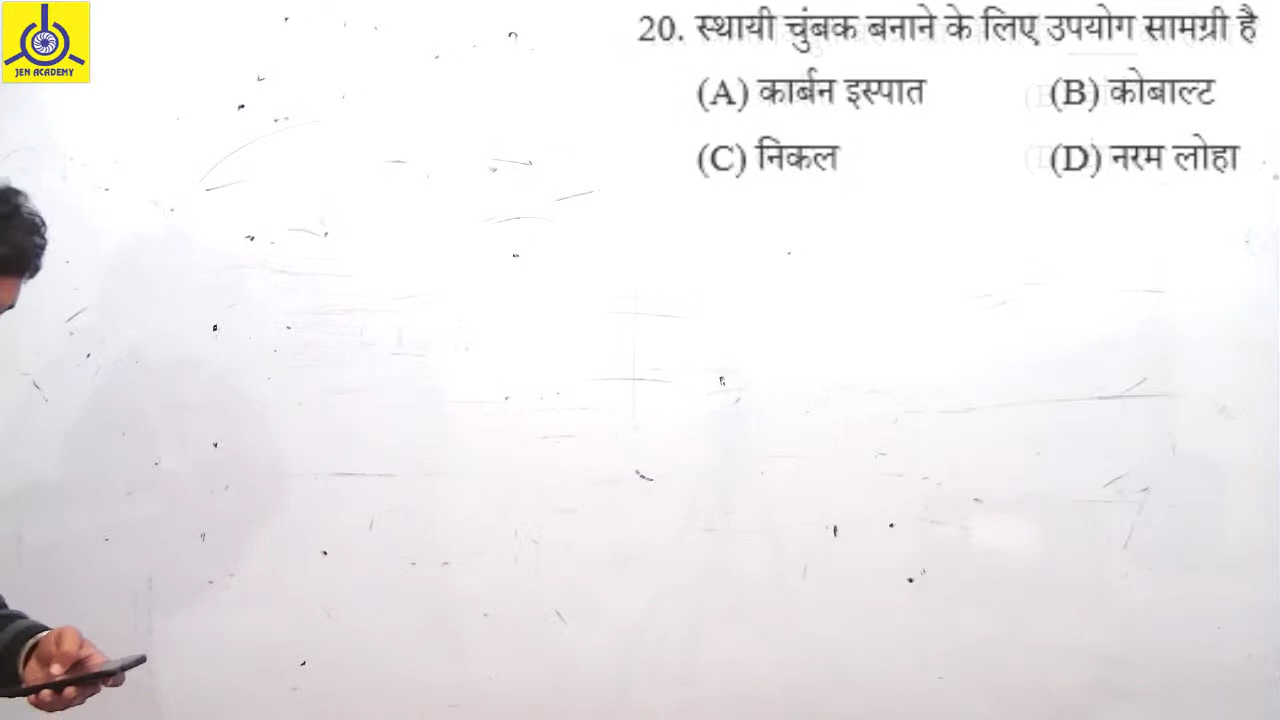 JEN ACADEMY
20. स्थायी चुंबक बनाने के लिए उपयोग सामग्री है
(A) कार्बन इस्पात (B) कोबाल्ट
(C) निकल (D) नरम लोहा